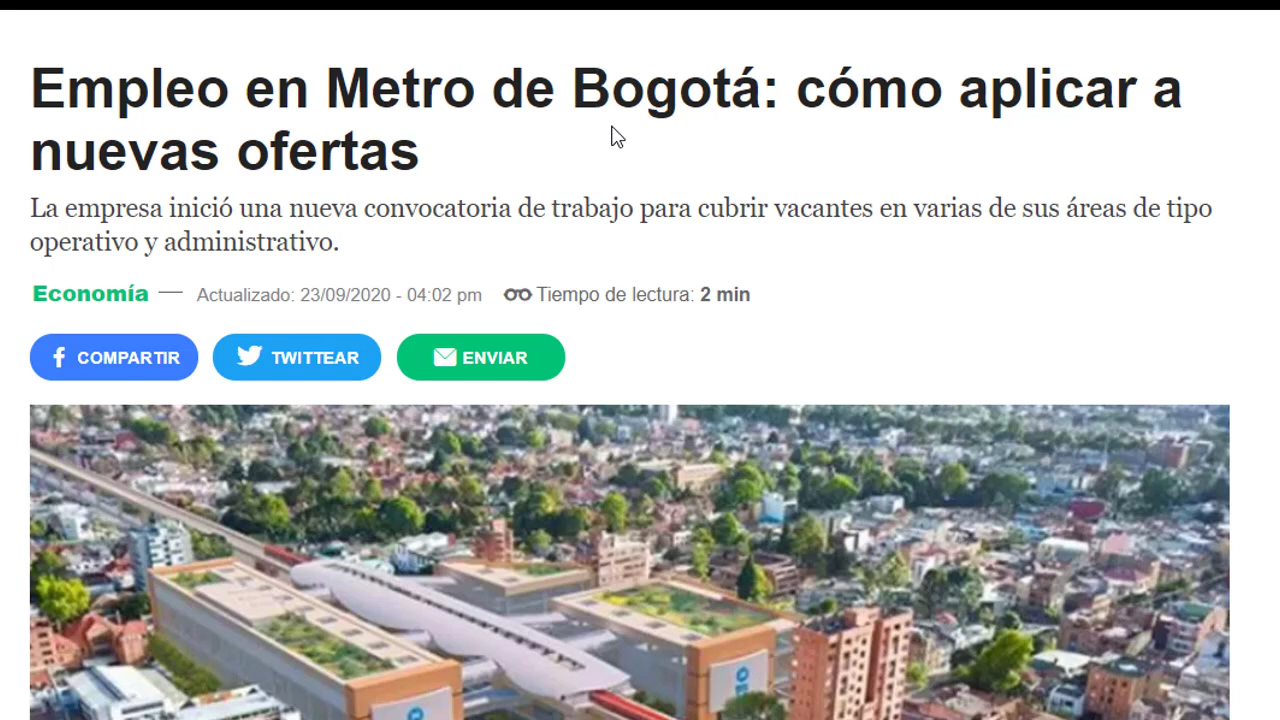 Empleo en Metro de Bogotá: cómo aplicar a
nuevas ofertas
La empresa inició una nueva convocatoria de trabajo para cubrir vacantes en varias de sus áreas de tipo
operativo y administrativo.
Economía — Actualizado: 23/09/2020 - 04:02 pm Tiempo de lectura: 2 min
COMPARTIR TWITTEAR ENVIAR